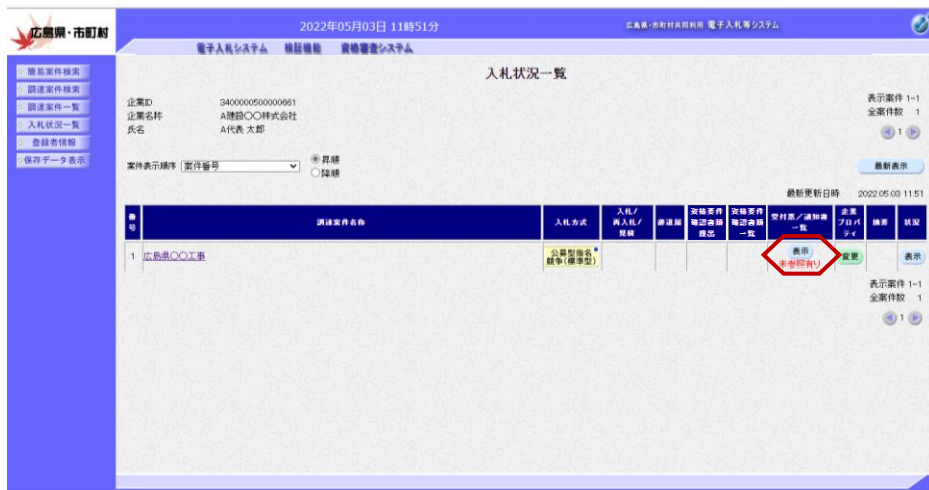 広島県・市町村
2022年05月03日 11時51分
広島県・市町村共同利用 電子入札等システム
電子入札システム 検証機能 資格審査システム
簡易案件検索
調達案件検索
調達案件一覧
入札状況一覧
登録者情報
保存データ表示
入札状況一覧
企業ID 3400000500000661
企業名称 A建設〇〇株式会社
氏名 A代表 太郎
表示案件 1-1
全案件数 1
1
案件表示順序 案件番号
昇順
降順
最新表示
最新更新日時 2022.05.03 11:51
番号
調達案件名称
入札方式
入札/再入札/見積
辞退届
資格要件確認書類提出
資格要件確認書類一覧
受付票/通知書一覧
企業プロパティ
摘要
状況
1 広島県〇〇工事
公募型指名競争(標準型)
表示
未参照有り
変更
表示
表示案件 1-1
全案件数 1
1